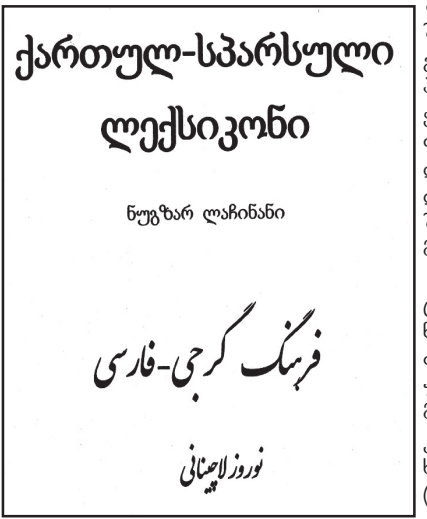 ქართულ-სპარსული
ლექსიკონი
ნუგზარ ლაჩინანი
فرهنگ گرجی-فارسی
نوروز لاچینانی